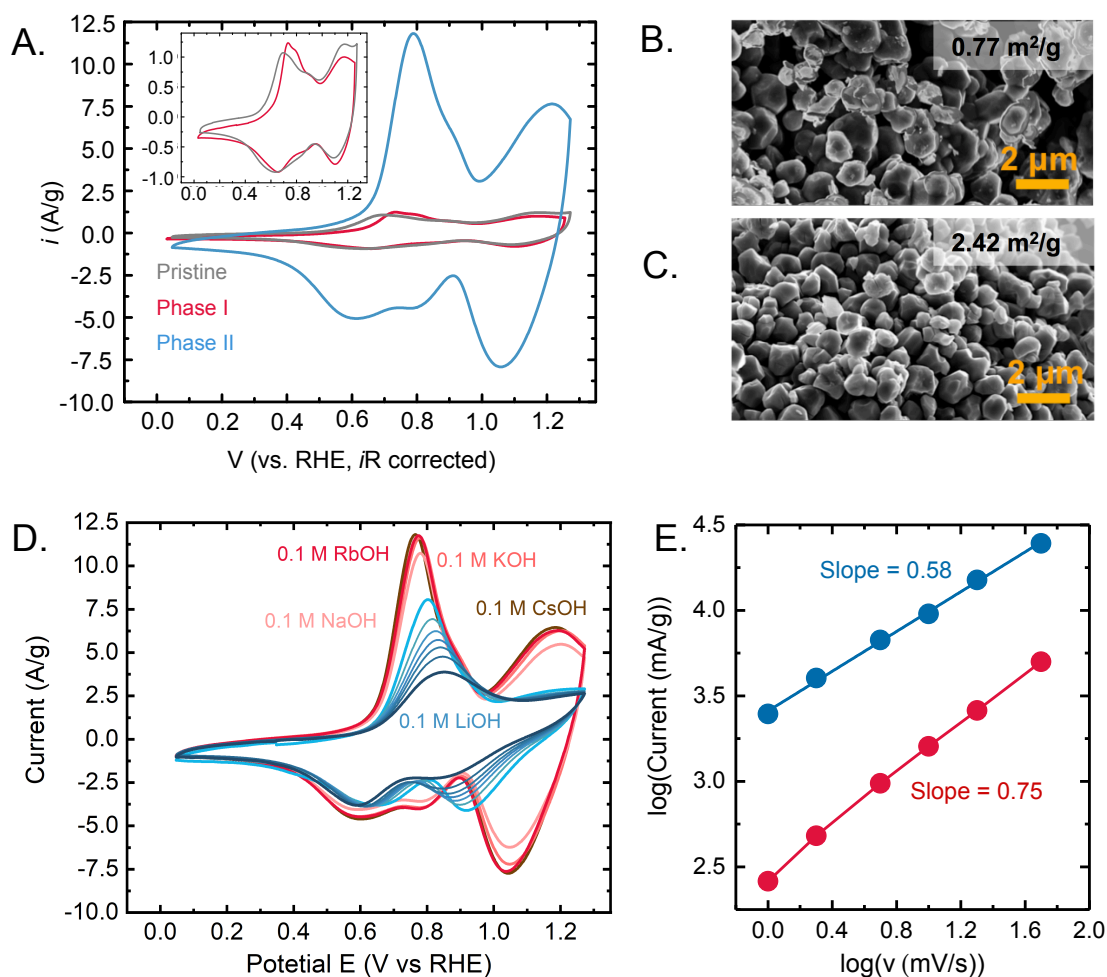 A.
12.5
10.0
7.5
5.0
2.5
0.0
-2.5
-5.0
-7.5
-10.0
i (A/g)
1.0
0.5
0.0
-0.5
-1.0
0.0 0.3 0.6 0.9 1.2
Pristine
Phase I
Phase II
0.0 0.2 0.4 0.6 0.8 1.0 1.2
V (vs. RHE, iR corrected)
B.
0.77 m²/g
2 μm
C.
2.42 m²/g
2 μm
D.
12.5
10.0
7.5
5.0
2.5
0.0
-2.5
-5.0
-7.5
-10.0
Current (A/g)
0.1 M RbOH
0.1 M KOH
0.1 M NaOH
0.1 M CsOH
0.1 M LiOH
0.0 0.2 0.4 0.6 0.8 1.0 1.2
Potetial E (V vs RHE)
E.
4.5
4.0
3.5
3.0
2.5
log(Current (mA/g))
Slope = 0.58
Slope = 0.75
0.0 0.4 0.8 1.2 1.6 2.0
log(v (mV/s))